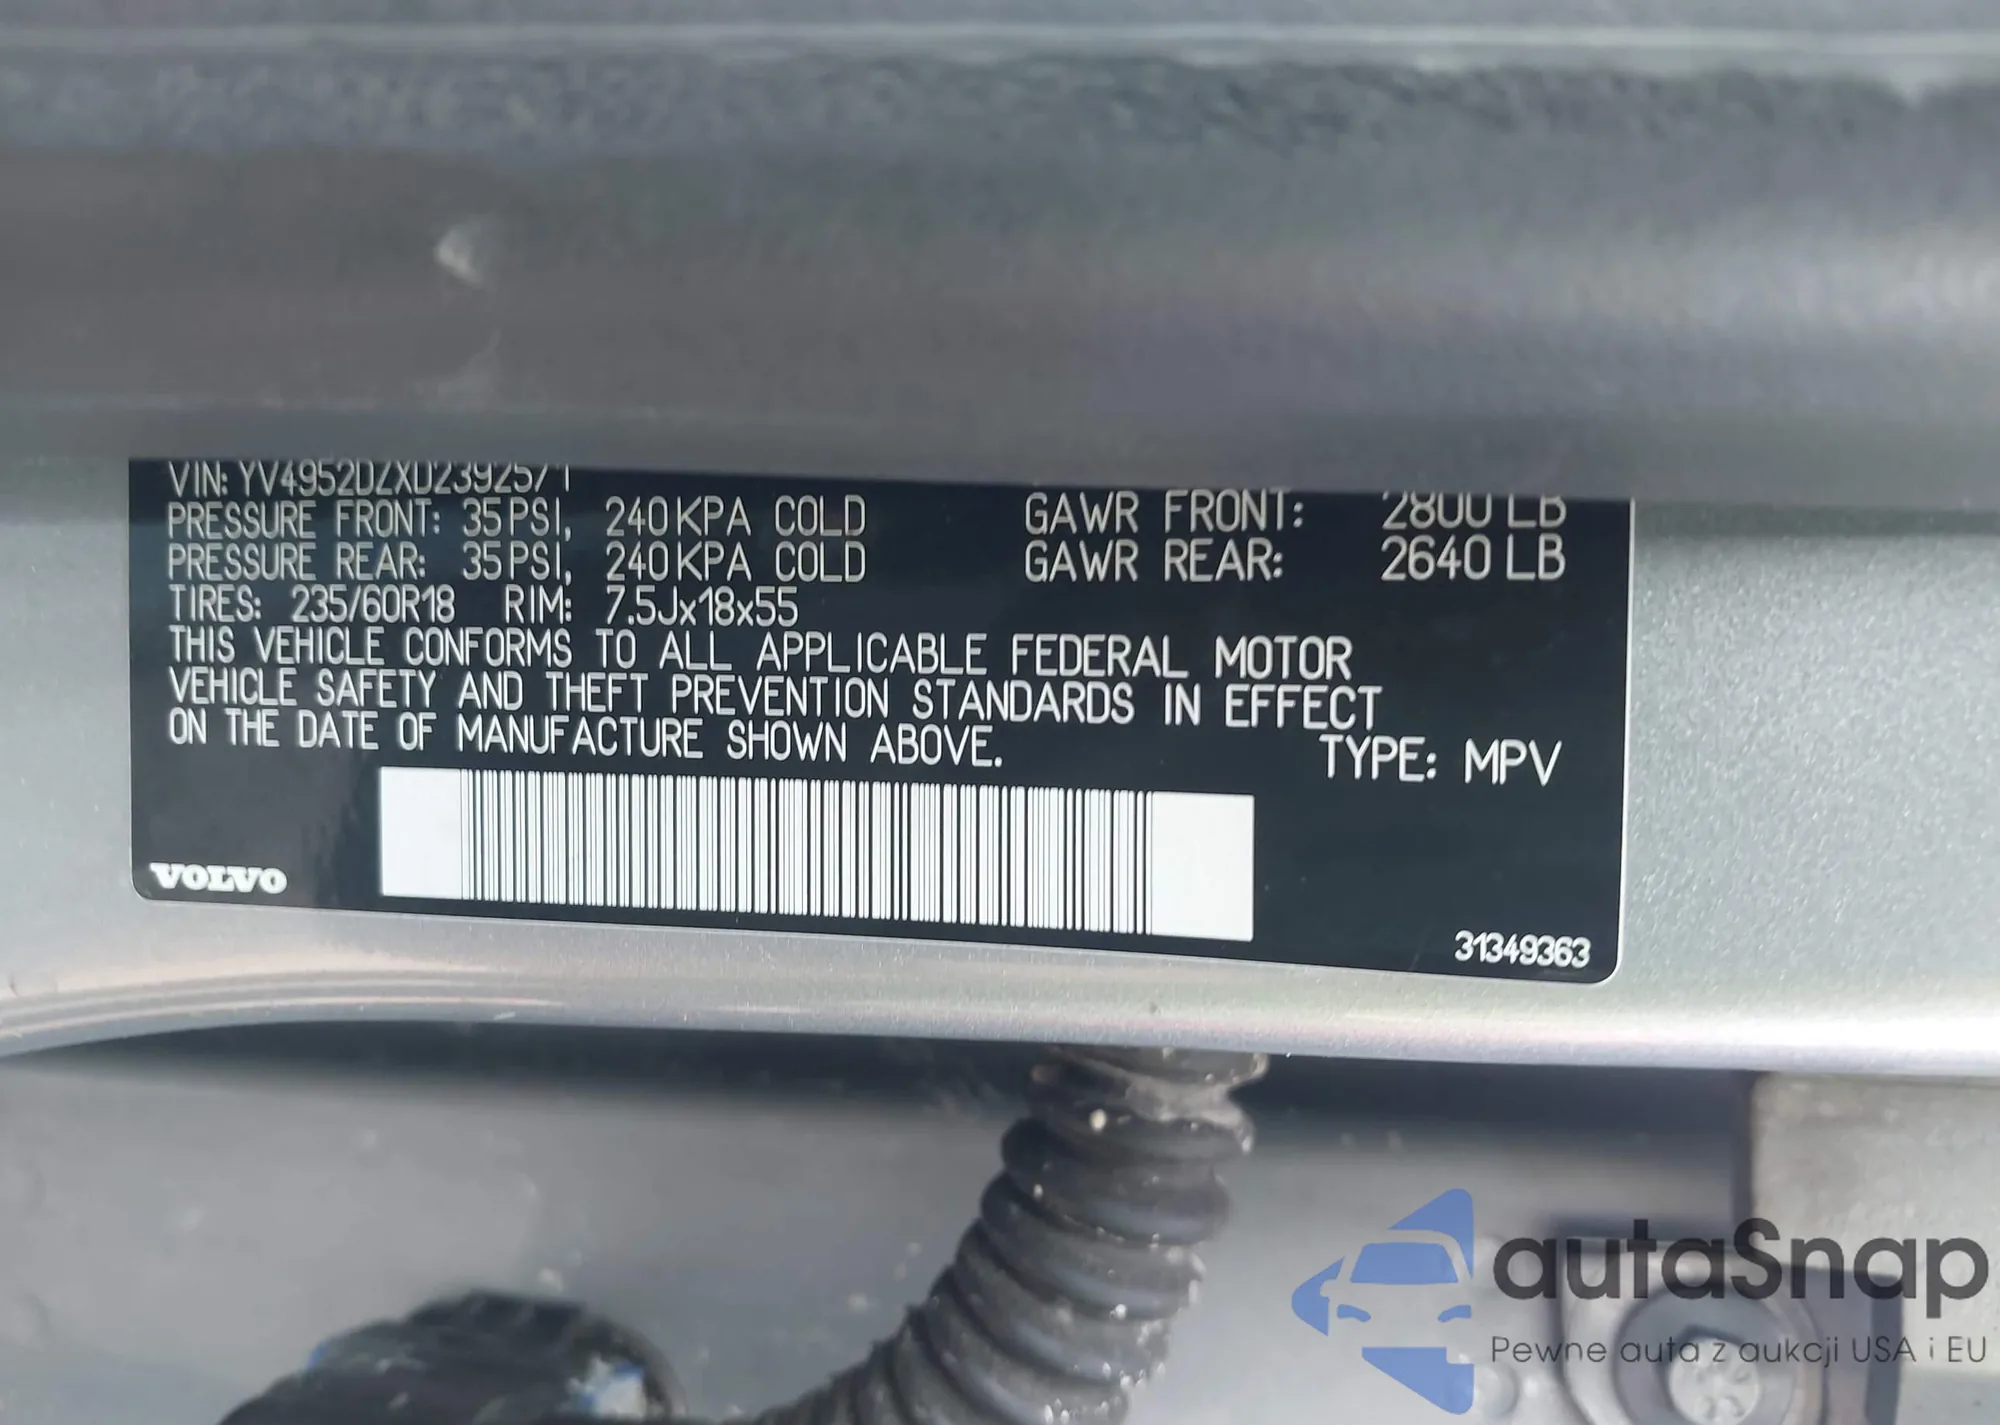 VIN: YV4952DZXD2392571
PRESSURE FRONT: 35 PSI, 240 KPA COLD GAWR FRONT: 2800 LB
PRESSURE REAR: 35 PSI, 240 KPA COLD GAWR REAR: 2640 LB
TIRES: 235/60R18 RIM: 7.5Jx18x55
THIS VEHICLE CONFORMS TO ALL APPLICABLE FEDERAL MOTOR
VEHICLE SAFETY AND THEFT PREVENTION STANDARDS IN EFFECT
ON THE DATE OF MANUFACTURE SHOWN ABOVE. TYPE: MPV
VOLVO
31349363
autaSnap
Pewne auta z aukcji USA i EU